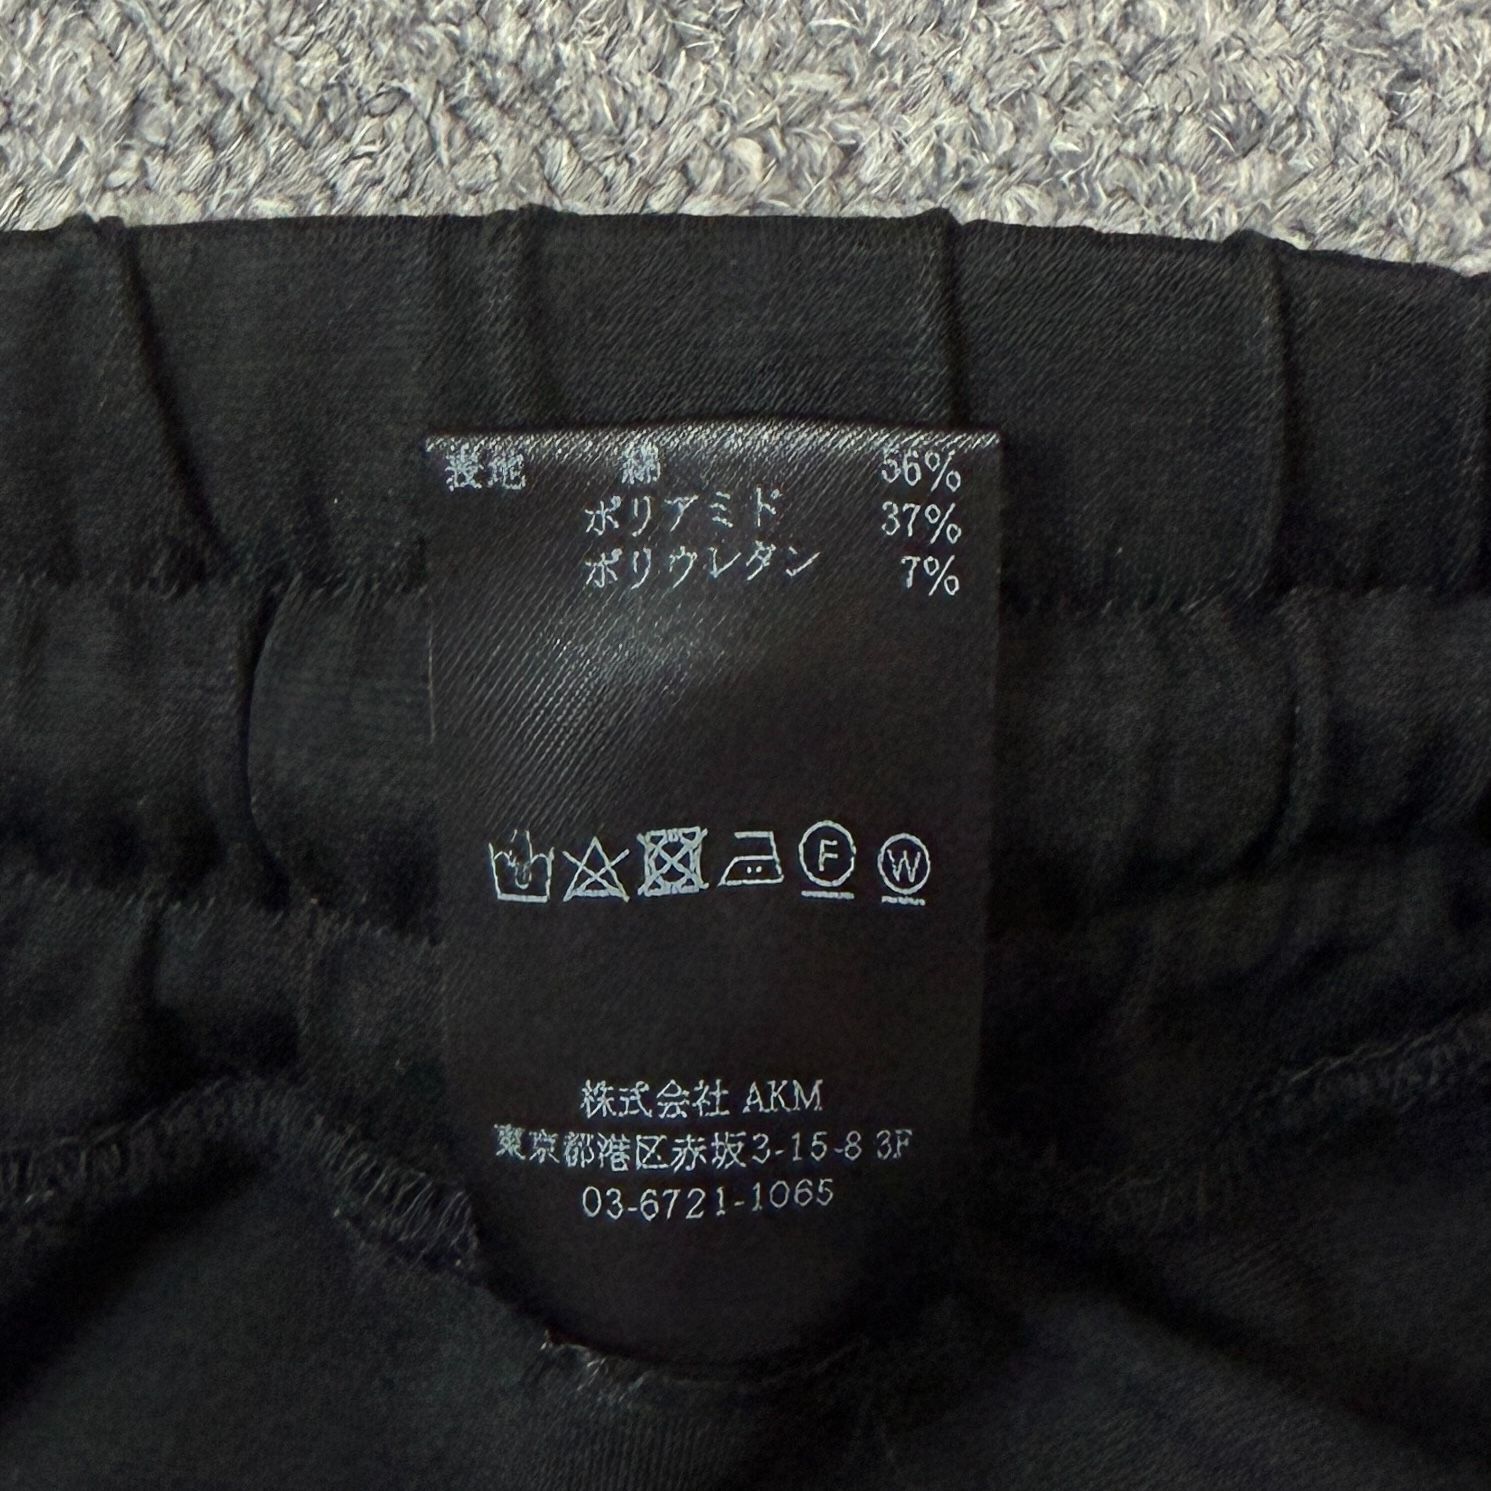 表地 綿 56%
ポリアミド 37%
ポリウレタン 7%
F W
株式会社 AKM
東京都港区赤坂3-15-8 3F
03-6721-1065